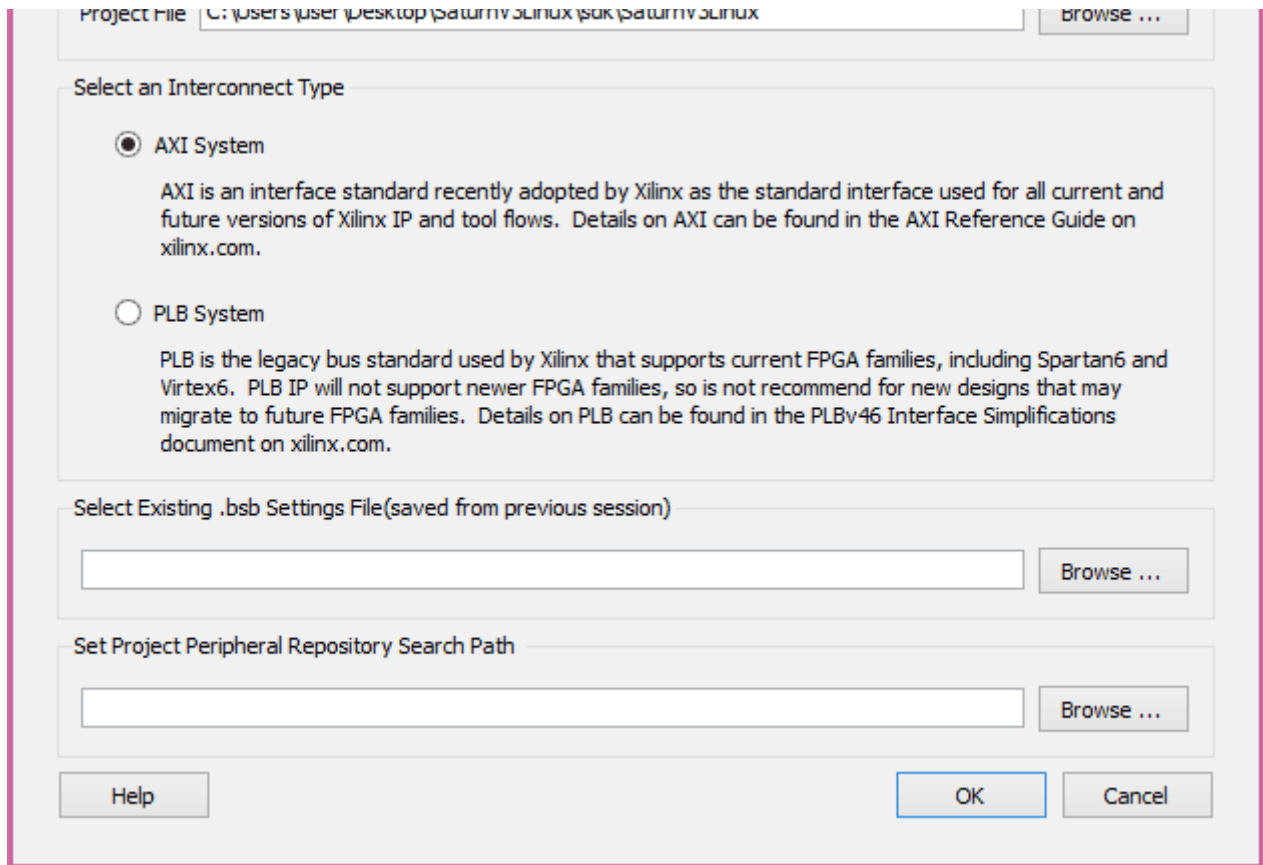 Project File C:\Users\user\Desktop\SaturnV3Linux\sdk\SaturnV3Linux Browse ...
Select an Interconnect Type
AXI System
AXI is an interface standard recently adopted by Xilinx as the standard interface used for all current and
future versions of Xilinx IP and tool flows.  Details on AXI can be found in the AXI Reference Guide on
xilinx.com.
PLB System
PLB is the legacy bus standard used by Xilinx that supports current FPGA families, including Spartan6 and
Virtex6.  PLB IP will not support newer FPGA families, so is not recommend for new designs that may
migrate to future FPGA families.  Details on PLB can be found in the PLBv46 Interface Simplifications
document on xilinx.com.
Select Existing .bsb Settings File(saved from previous session)
Browse ...
Set Project Peripheral Repository Search Path
Browse ...
Help OK Cancel